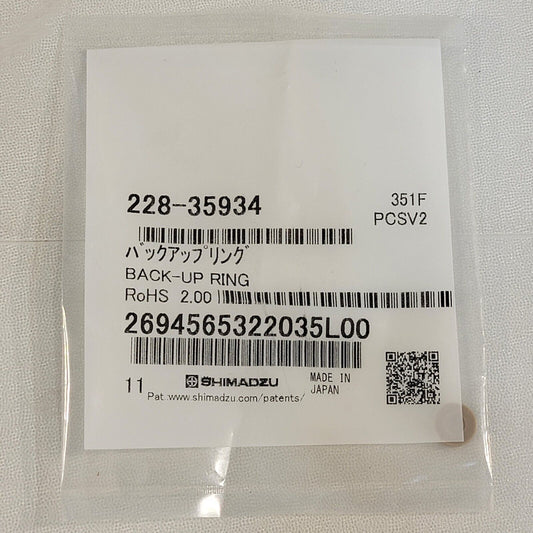 228-35934
351F
PCSV2
ﾊﾞｯｸｱｯﾌﾟﾘﾝｸﾞ
BACK-UP RING
RoHS 2.00
2694565322035L00
11 SHIMADZU MADE IN JAPAN
Pat.:www.shimadzu.com/patents/